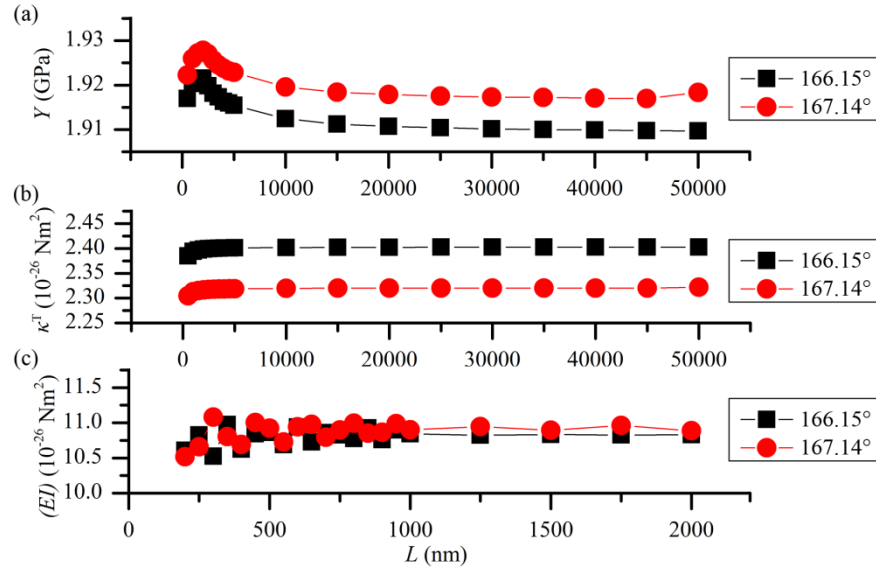 (a)
1.93
1.92
1.91
Y (GPa)
166.15°
167.14°
0 10000 20000 30000 40000 50000
(b)
2.45
2.40
2.35
2.30
2.25
κᵀ (10⁻²⁶ Nm²)
166.15°
167.14°
0 10000 20000 30000 40000 50000
(c)
11.5
11.0
10.5
10.0
(EI) (10⁻²⁶ Nm²)
166.15°
167.14°
0 500 1000 1500 2000
L (nm)